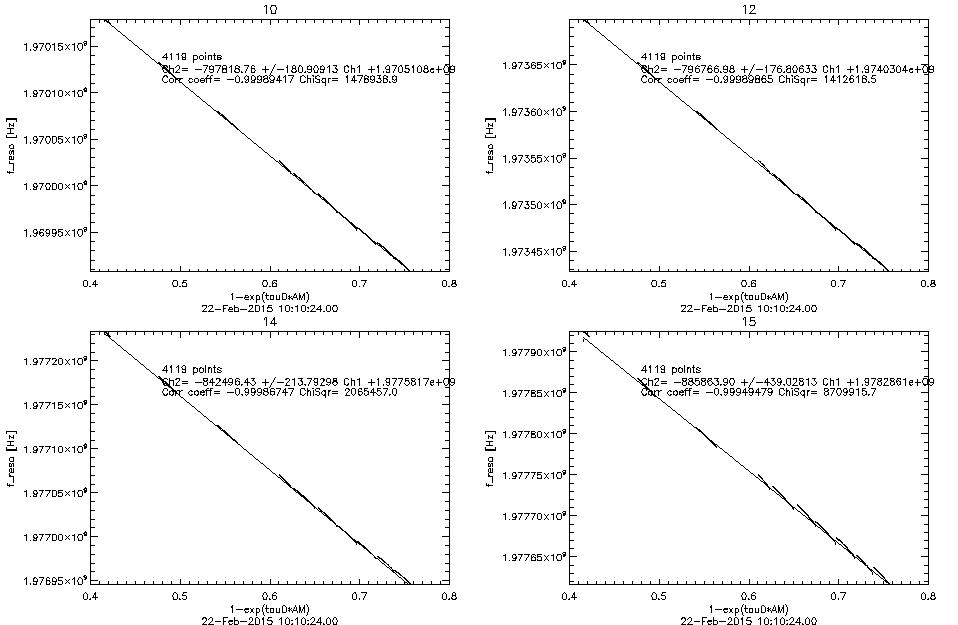 10
1.97015×10⁹
1.97010×10⁹
1.97005×10⁹
1.97000×10⁹
1.96995×10⁹
f_reso [Hz]
4119 points
Ch2= −797818.76 +/−180.90913 Ch1 +1.9705108e+09
Corr coeff= −0.99989417 ChiSqr= 1478938.9
0.4 0.5 0.6 0.7 0.8
1−exp(tau0*AM)
22−Feb−2015 10:10:24.00
12
1.97365×10⁹
1.97360×10⁹
1.97355×10⁹
1.97350×10⁹
1.97345×10⁹
f_reso [Hz]
4119 points
Ch2= −796766.98 +/−176.80633 Ch1 +1.9740304e+09
Corr coeff= −0.99989865 ChiSqr= 1412618.5
0.4 0.5 0.6 0.7 0.8
1−exp(tau0*AM)
22−Feb−2015 10:10:24.00
14
1.97720×10⁹
1.97715×10⁹
1.97710×10⁹
1.97705×10⁹
1.97700×10⁹
1.97695×10⁹
f_reso [Hz]
4119 points
Ch2= −842496.43 +/−213.79298 Ch1 +1.9775817e+09
Corr coeff= −0.99986747 ChiSqr= 2065457.0
0.4 0.5 0.6 0.7 0.8
1−exp(tau0*AM)
22−Feb−2015 10:10:24.00
15
1.97790×10⁹
1.97785×10⁹
1.97780×10⁹
1.97775×10⁹
1.97770×10⁹
1.97765×10⁹
f_reso [Hz]
4119 points
Ch2= −885863.90 +/−439.02813 Ch1 +1.9782861e+09
Corr coeff= −0.99949479 ChiSqr= 8709915.7
0.4 0.5 0.6 0.7 0.8
1−exp(tau0*AM)
22−Feb−2015 10:10:24.00